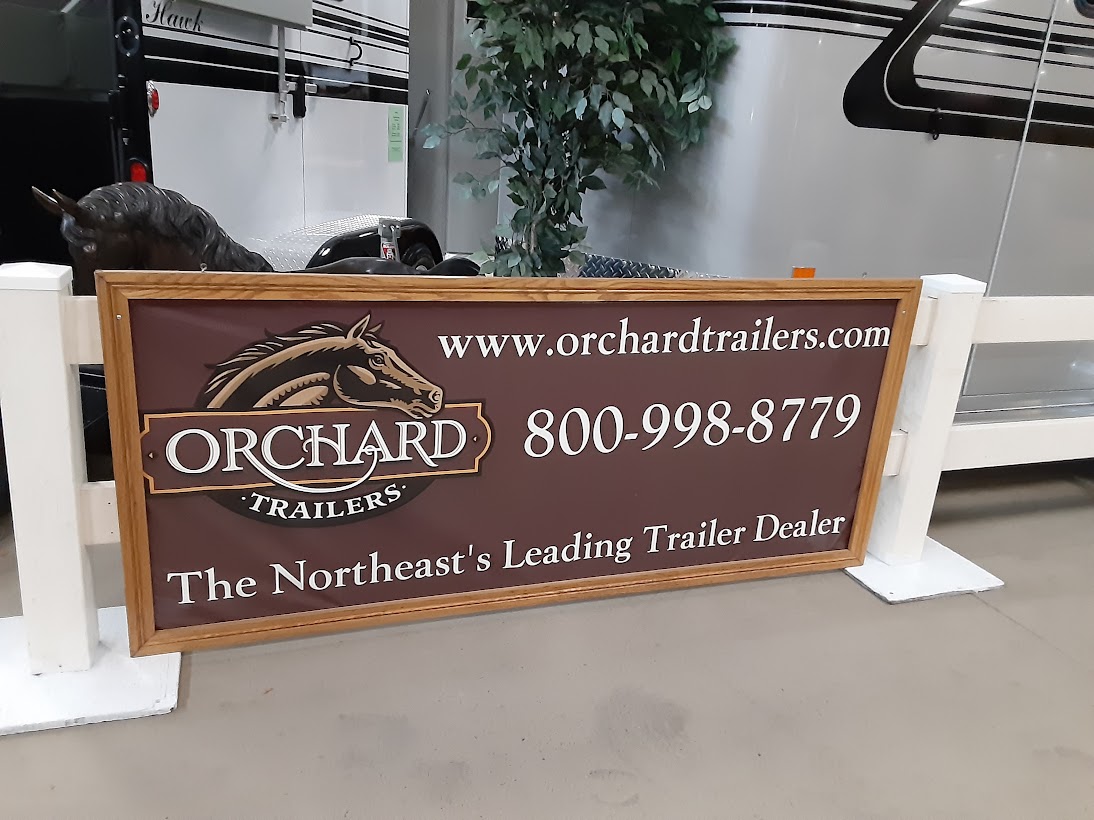 Hawk
www.orchardtrailers.com
800-998-8779
ORCHARD
·TRAILERS·
The Northeast's Leading Trailer Dealer